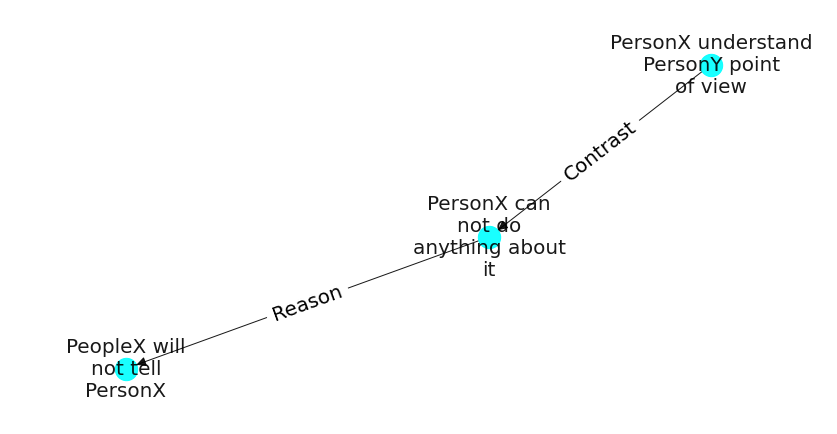 PersonX understand
PersonY point
of view
Contrast
PersonX can
not do
anything about
it
Reason
PeopleX will
not tell
PersonX